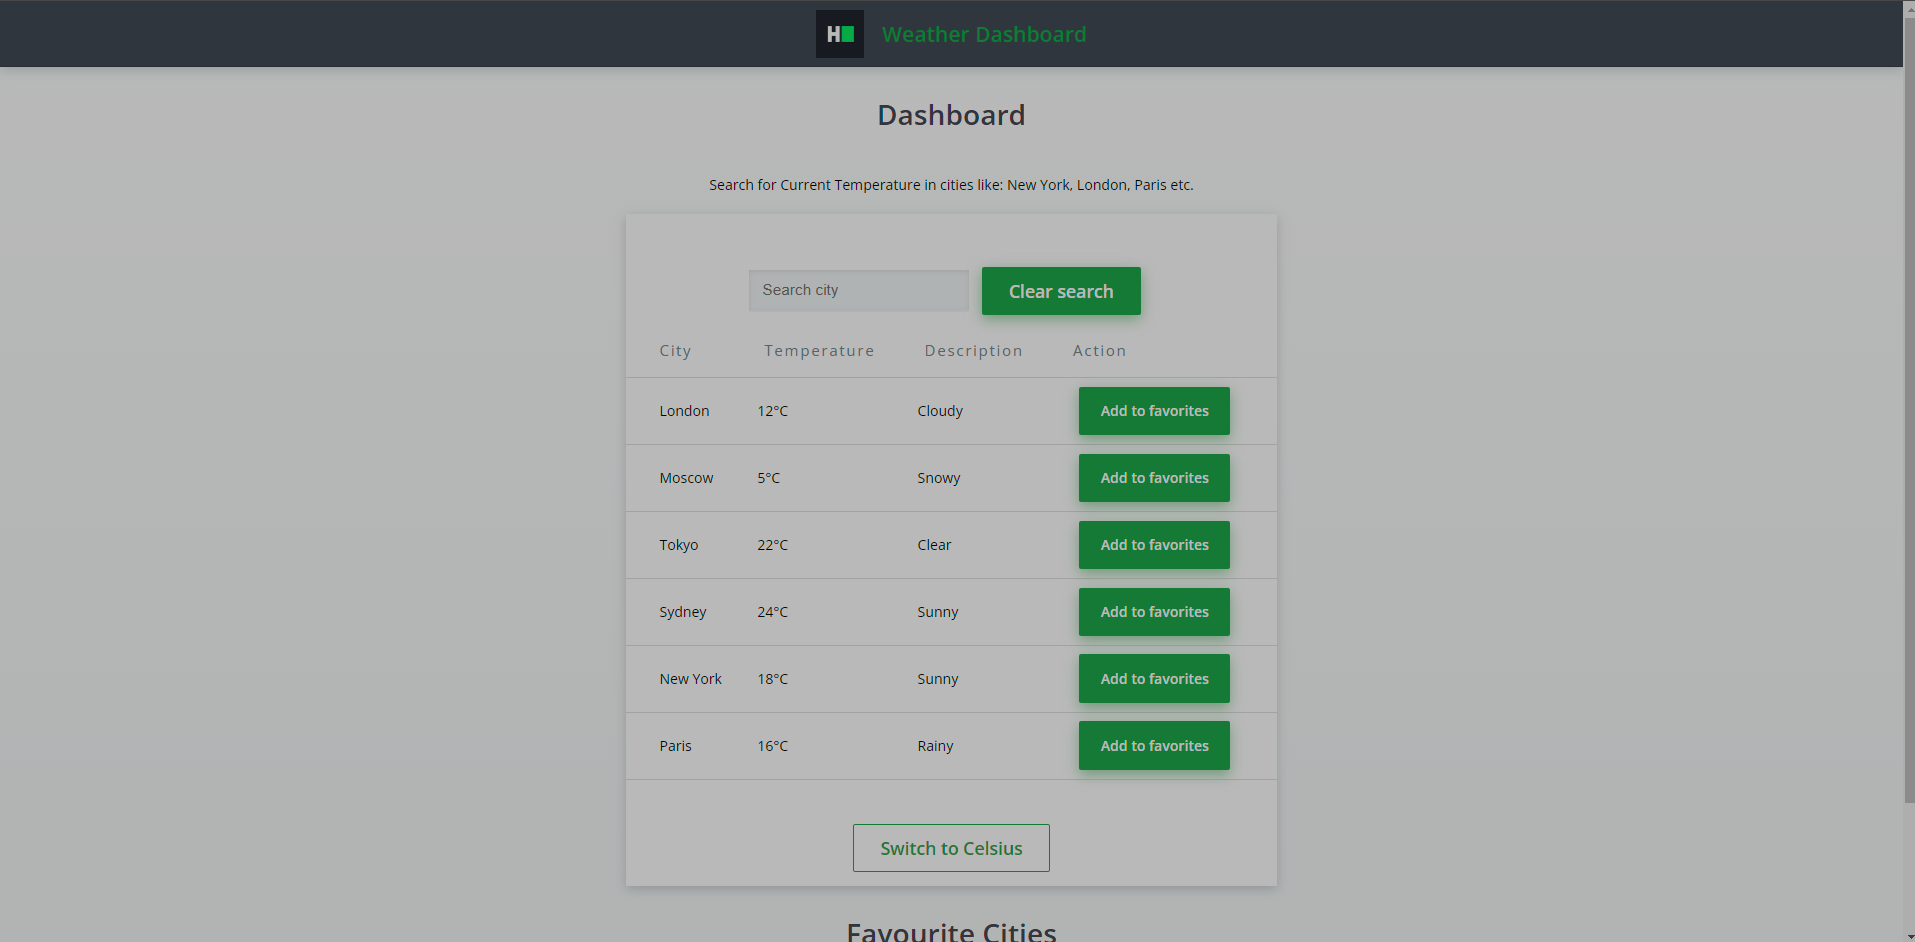 H
Weather Dashboard
Dashboard
Search for Current Temperature in cities like: New York, London, Paris etc.
Search city Clear search
City Temperature Description Action
London 12°C Cloudy Add to favorites
Moscow 5°C Snowy Add to favorites
Tokyo 22°C Clear Add to favorites
Sydney 24°C Sunny Add to favorites
New York 18°C Sunny Add to favorites
Paris 16°C Rainy Add to favorites
Switch to Celsius
Favourite Cities